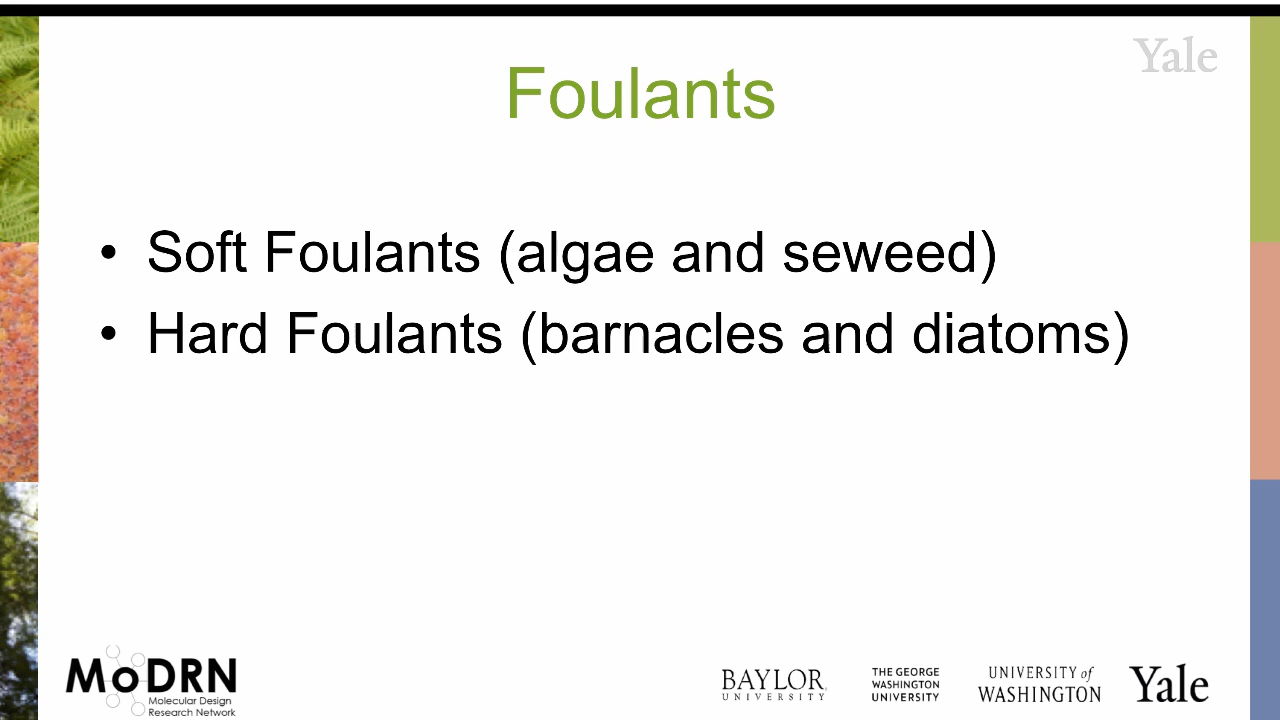 Yale
Foulants
• Soft Foulants (algae and seweed)
• Hard Foulants (barnacles and diatoms)
MoDRN
Molecular Design
Research Network
BAYLOR
UNIVERSITY
THE GEORGE
WASHINGTON
UNIVERSITY
UNIVERSITY of
WASHINGTON
Yale